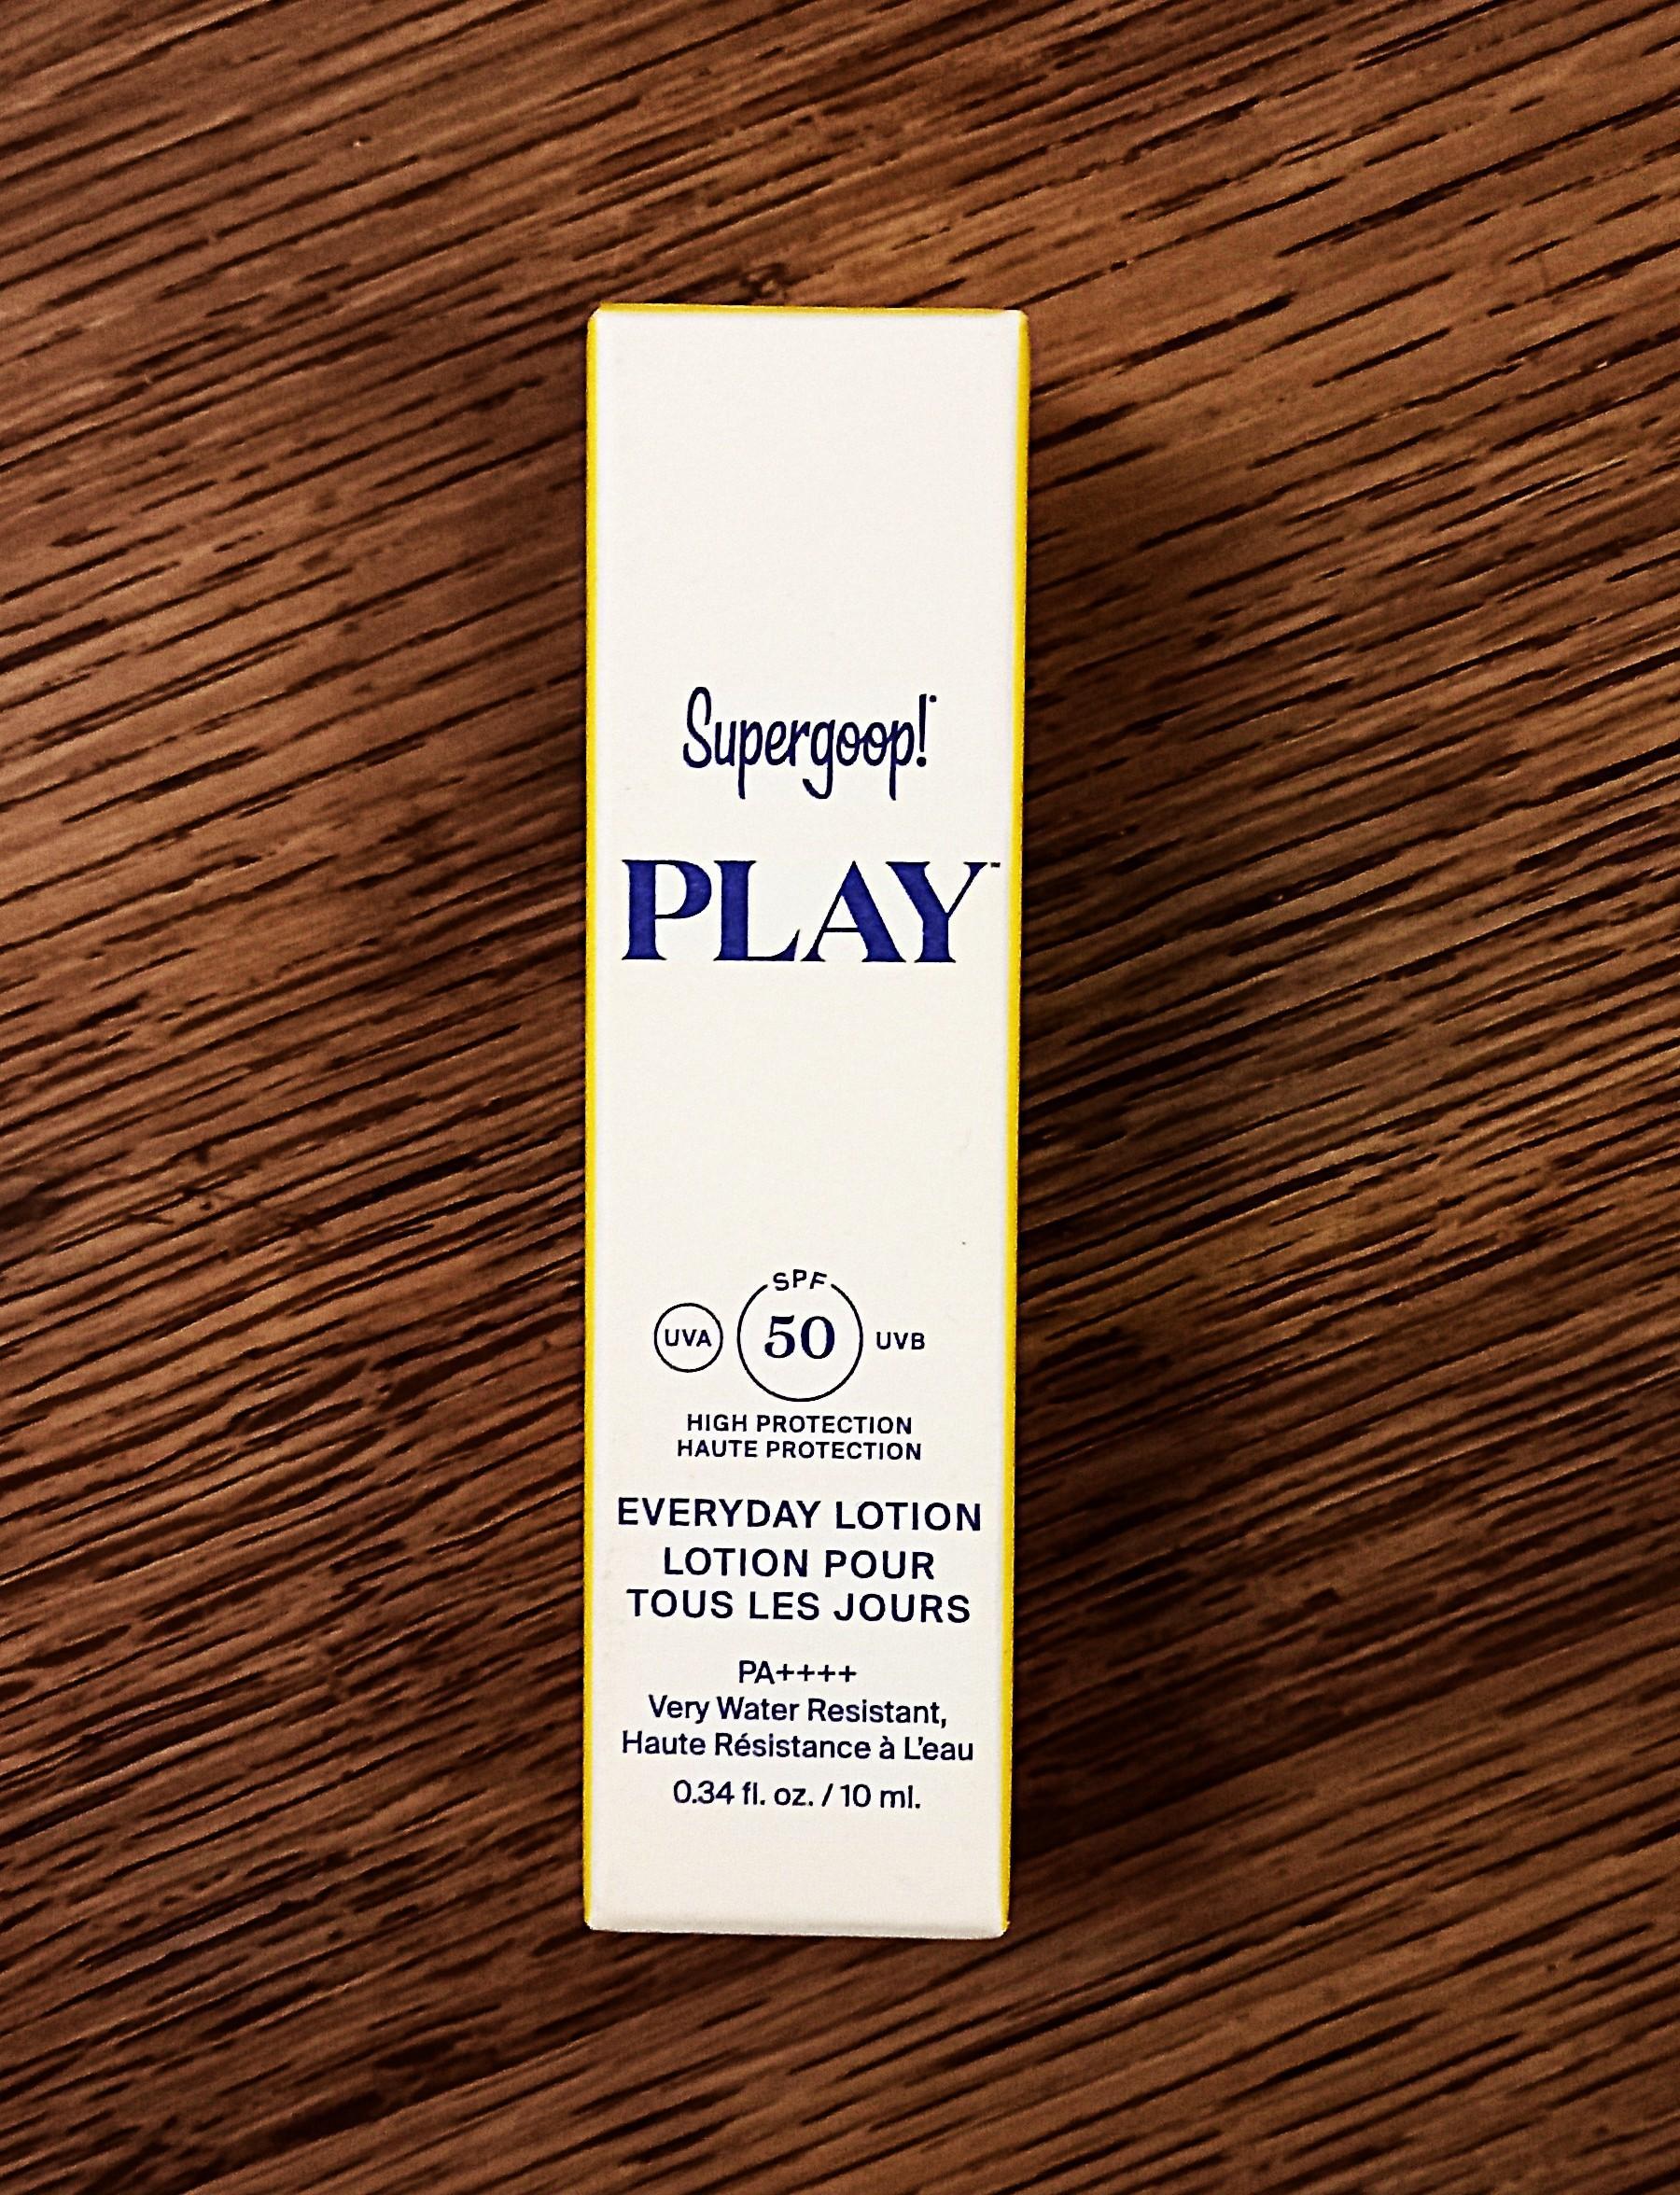 Supergoop!
PLAY™
SPF
UVA 50 UVB
HIGH PROTECTION
HAUTE PROTECTION
EVERYDAY LOTION
LOTION POUR
TOUS LES JOURS
PA++++
Very Water Resistant,
Haute Résistance à L'eau
0.34 fl. oz. / 10 ml.